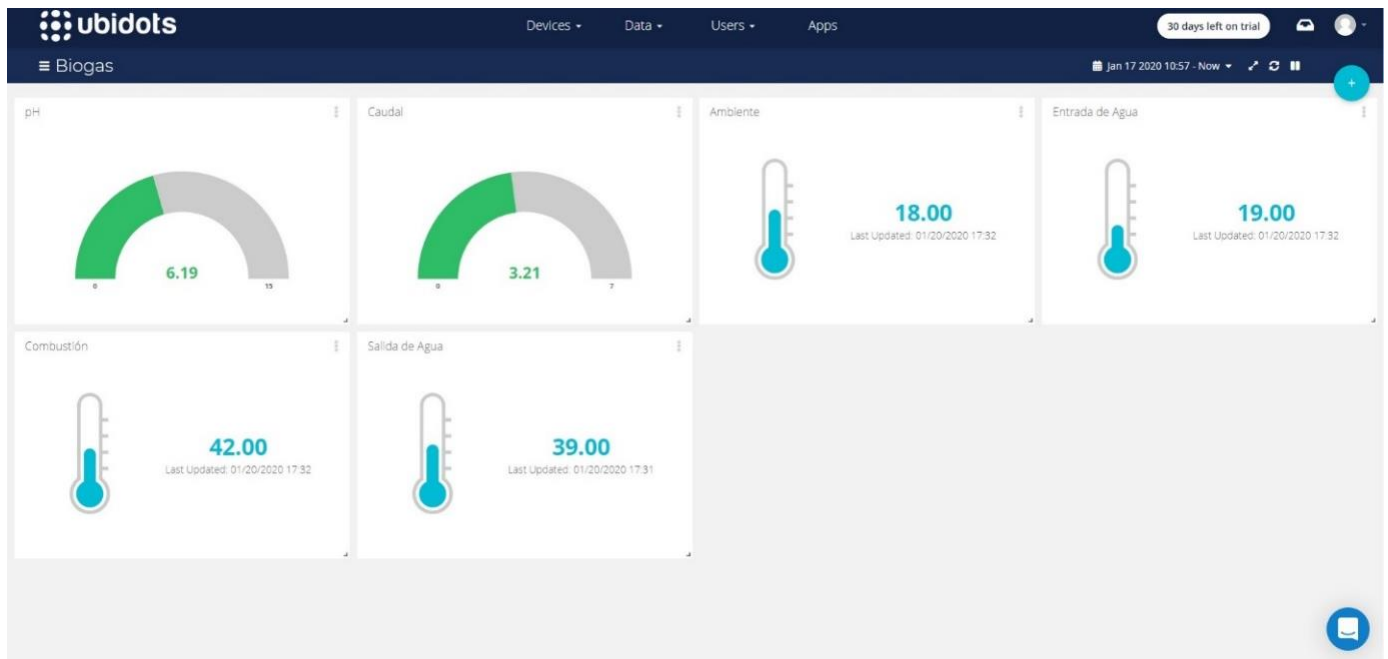 ubidots
Devices Data Users Apps
30 days left on trial
Biogas
Jan 17 2020 10:57 - Now
pH
6.19
0
15
Caudal
3.21
0
7
Ambiente
18.00
Last Updated: 01/20/2020 17:32
Entrada de Agua
19.00
Last Updated: 01/20/2020 17:32
Combustión
42.00
Last Updated: 01/20/2020 17:32
Salida de Agua
39.00
Last Updated: 01/20/2020 17:31